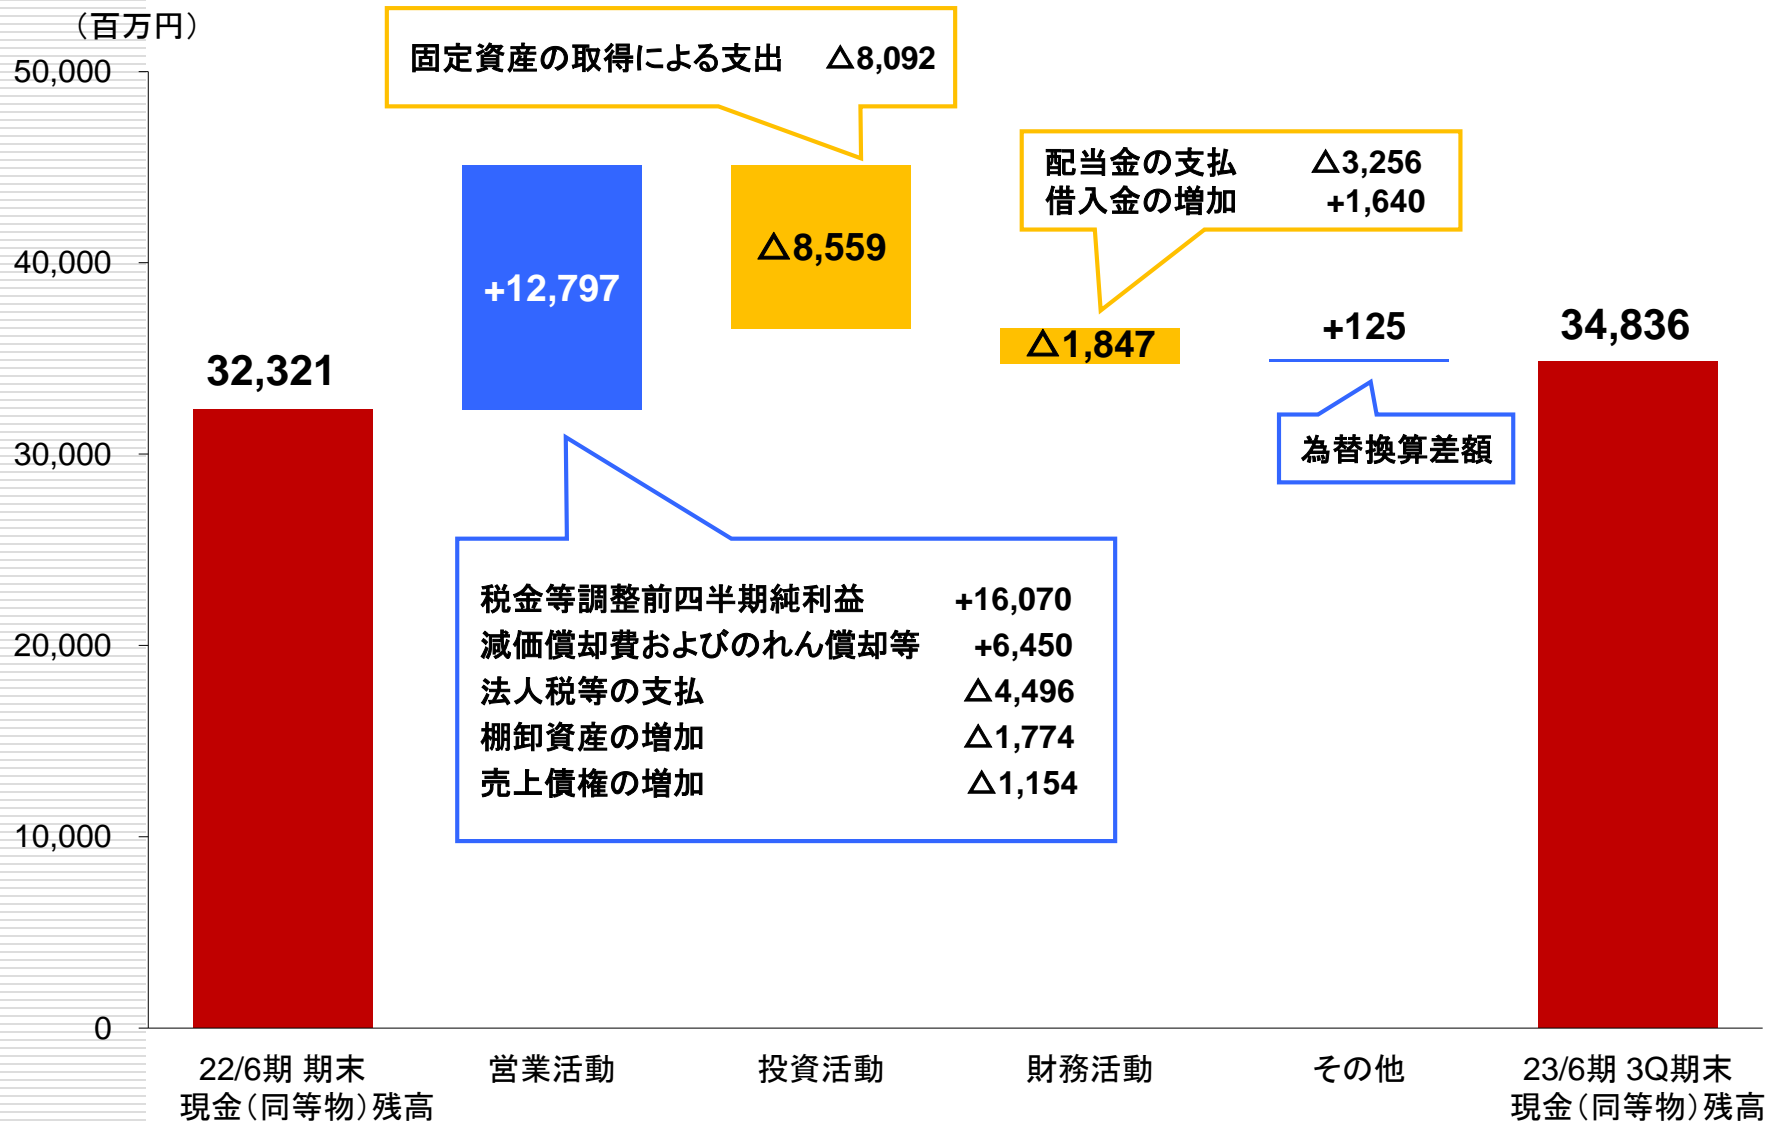 （百万円）
50,000
40,000
30,000
20,000
10,000
0
固定資産の取得による支出 △8,092
配当金の支払 △3,256
借入金の増加 +1,640
32,321
+12,797
△8,559
△1,847
+125
34,836
為替換算差額
税金等調整前四半期純利益 +16,070
減価償却費およびのれん償却等 +6,450
法人税等の支払 △4,496
棚卸資産の増加 △1,774
売上債権の増加 △1,154
22/6期 期末
現金（同等物）残高
営業活動
投資活動
財務活動
その他
23/6期 3Q期末
現金（同等物）残高